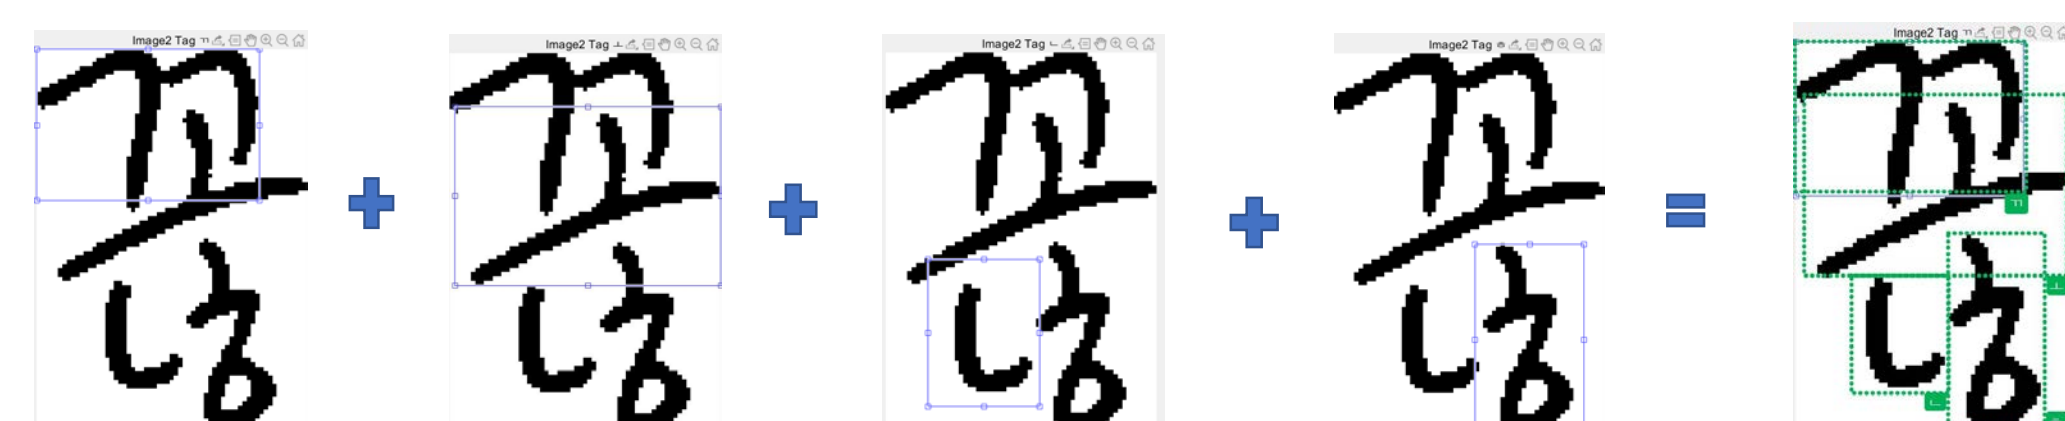 Image2 Tag ㄲ
꼲
Image2 Tag ㅗ
꼲
Image2 Tag ㄴ
꼲
Image2 Tag ㅎ
꼲
Image2 Tag ㄲ
꼲
ㄲ
ㅗ
ㄴ